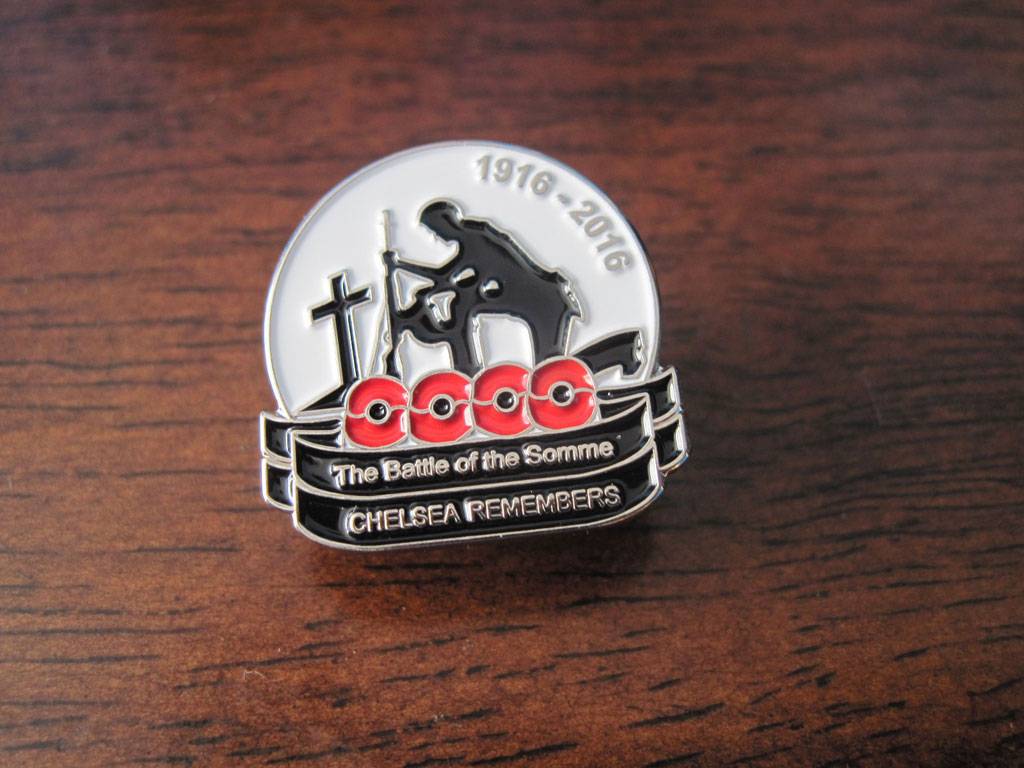 1916 - 2016
The Battle of the Somme
CHELSEA REMEMBERS